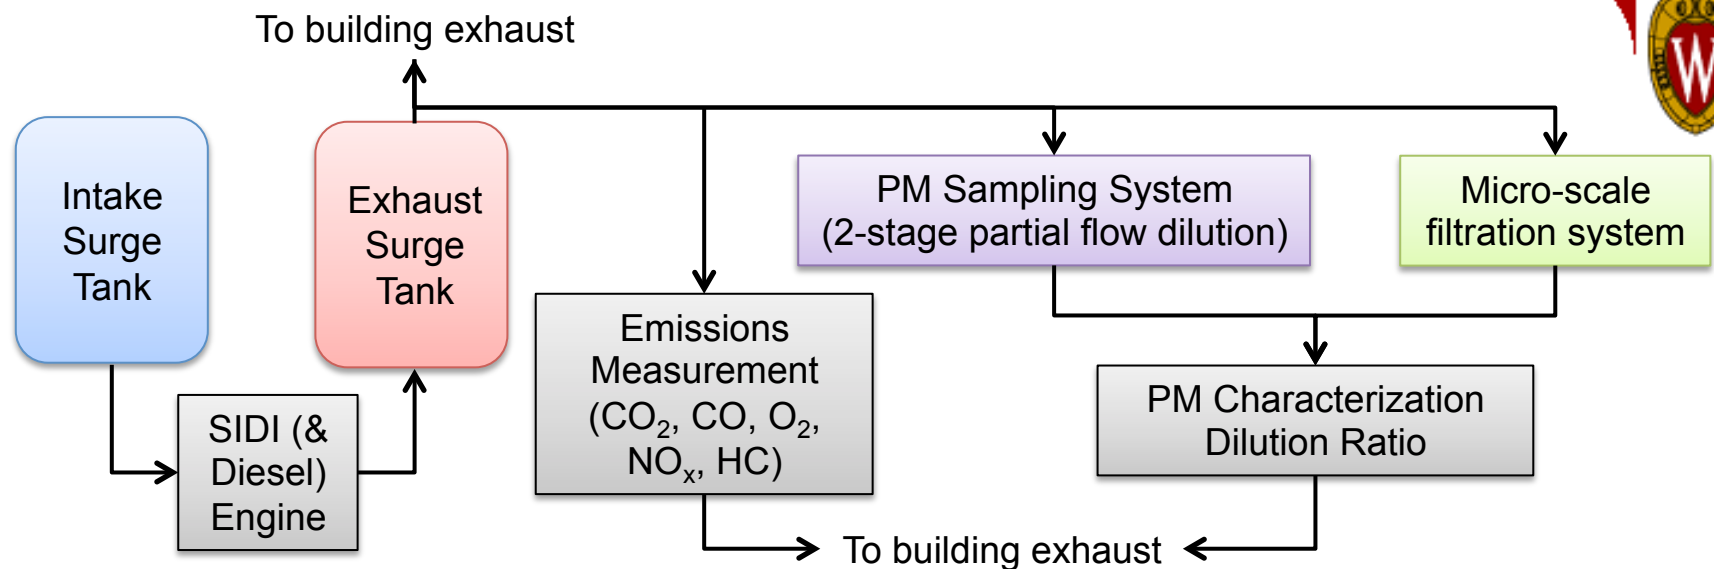 To building exhaust
Intake
Surge
Tank
Exhaust
Surge
Tank
SIDI (&
Diesel)
Engine
Emissions
Measurement
(CO₂, CO, O₂,
NOₓ, HC)
PM Sampling System
(2-stage partial flow dilution)
Micro-scale
filtration system
PM Characterization
Dilution Ratio
To building exhaust
W